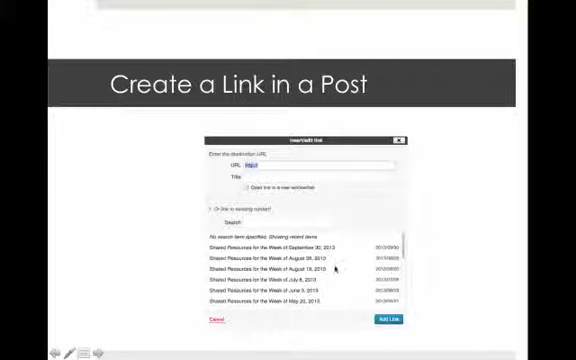 Create a Link in a Post
Insert/edit link
Enter the destination URL
URL http://
Title
Open link in a new window/tab
Or link to existing content
Search
No search term specified. Showing recent items.
Shared Resources for the Week of September 30, 2013 2013/09/30
Shared Resources for the Week of August 26, 2013
Shared Resources for the Week of August 19, 2013
Shared Resources for the Week of July 8, 2013
Shared Resources for the Week of June 3, 2013
Shared Resources for the Week of May 20, 2013
Cancel Add Link